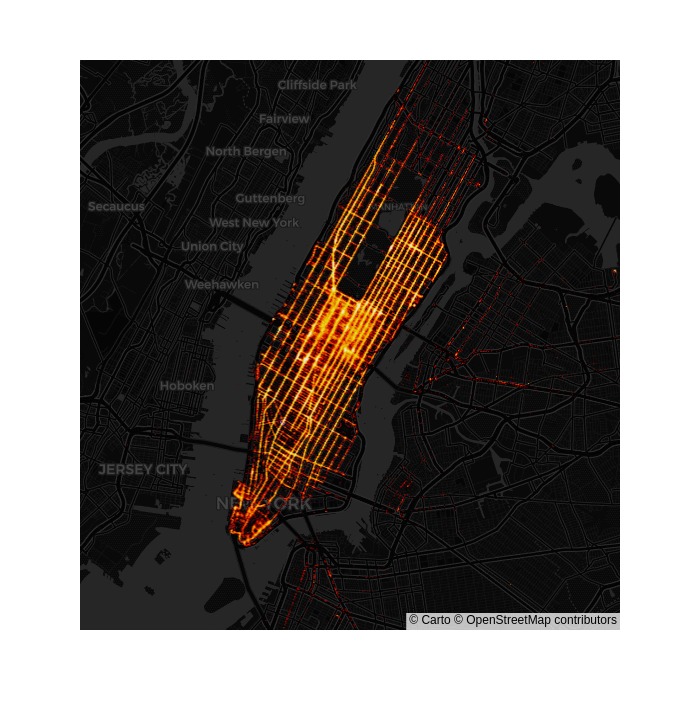 Cliffside Park
Fairview
North Bergen
Guttenberg
Secaucus
MANHATTAN
West New York
Union City
Weehawken
Hoboken
JERSEY CITY
NEW YORK
© Carto © OpenStreetMap contributors